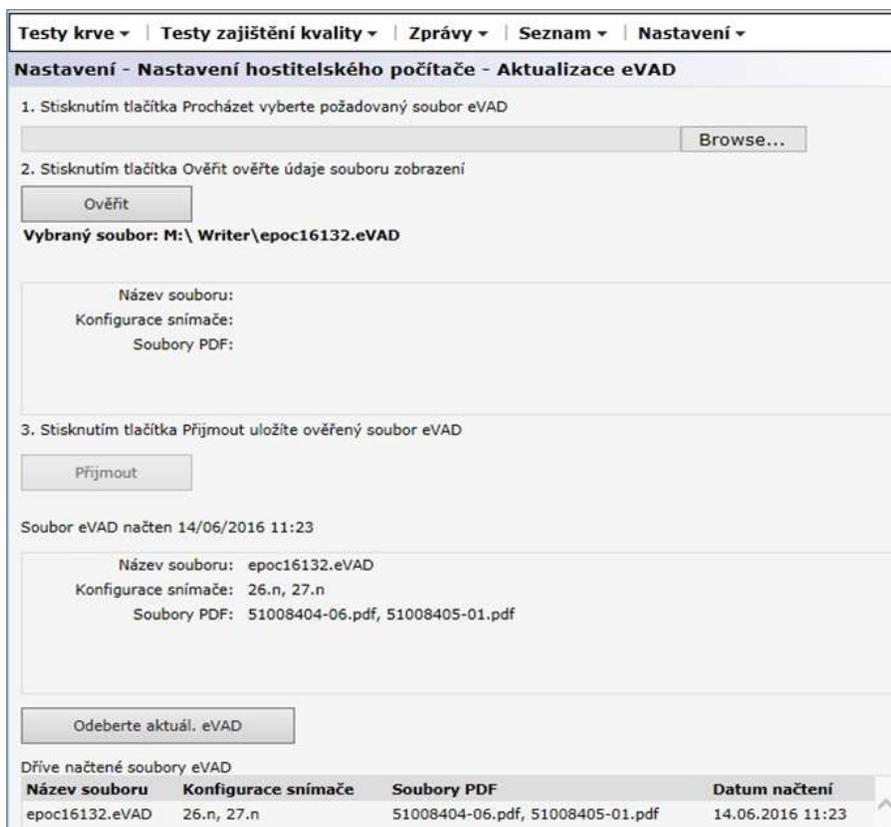 Testy krve | Testy zajištění kvality | Zprávy | Seznam | Nastavení
Nastavení - Nastavení hostitelského počítače - Aktualizace eVAD
1. Stisknutím tlačítka Procházet vyberte požadovaný soubor eVAD
Browse...
2. Stisknutím tlačítka Ověřit ověřte údaje souboru zobrazení
Ověřit
Vybraný soubor: M:\ Writer\epoc16132.eVAD
Název souboru:
Konfigurace snímače:
Soubory PDF:
3. Stisknutím tlačítka Přijmout uložíte ověřený soubor eVAD
Přijmout
Soubor eVAD načten 14/06/2016 11:23
Název souboru: epoc16132.eVAD
Konfigurace snímače: 26.n, 27.n
Soubory PDF: 51008404-06.pdf, 51008405-01.pdf
Odeberte aktuál. eVAD
Dříve načtené soubory eVAD
Název souboru Konfigurace snímače Soubory PDF Datum načtení
epoc16132.eVAD 26.n, 27.n 51008404-06.pdf, 51008405-01.pdf 14.06.2016 11:23